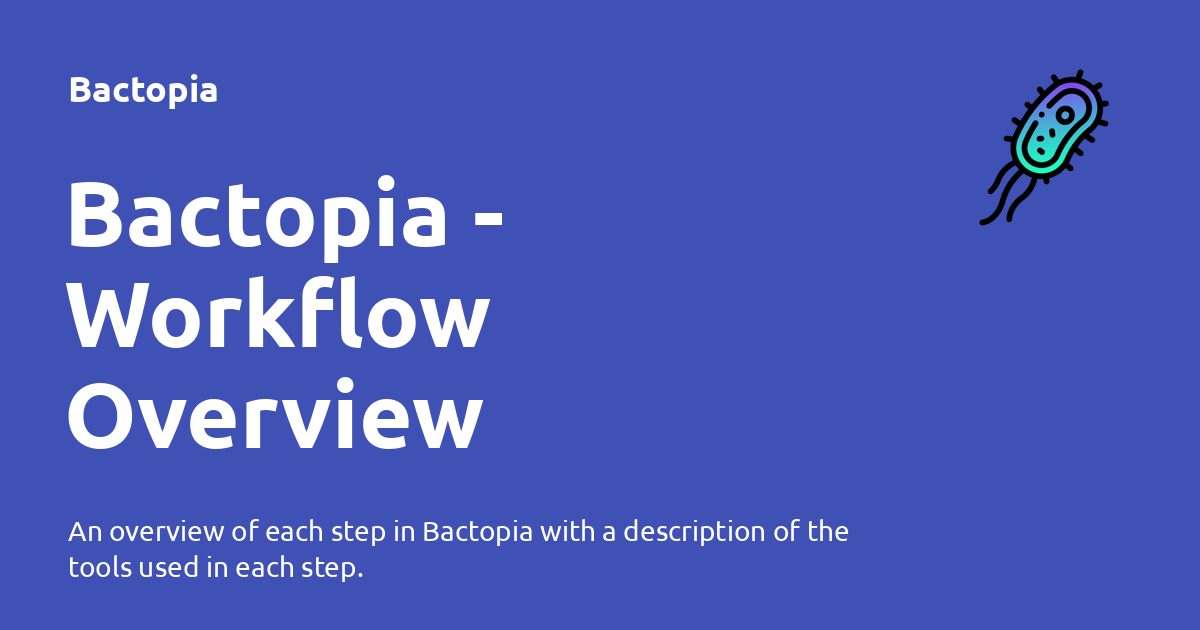 Bactopia
Bactopia -
Workflow
Overview
An overview of each step in Bactopia with a description of the
tools used in each step.